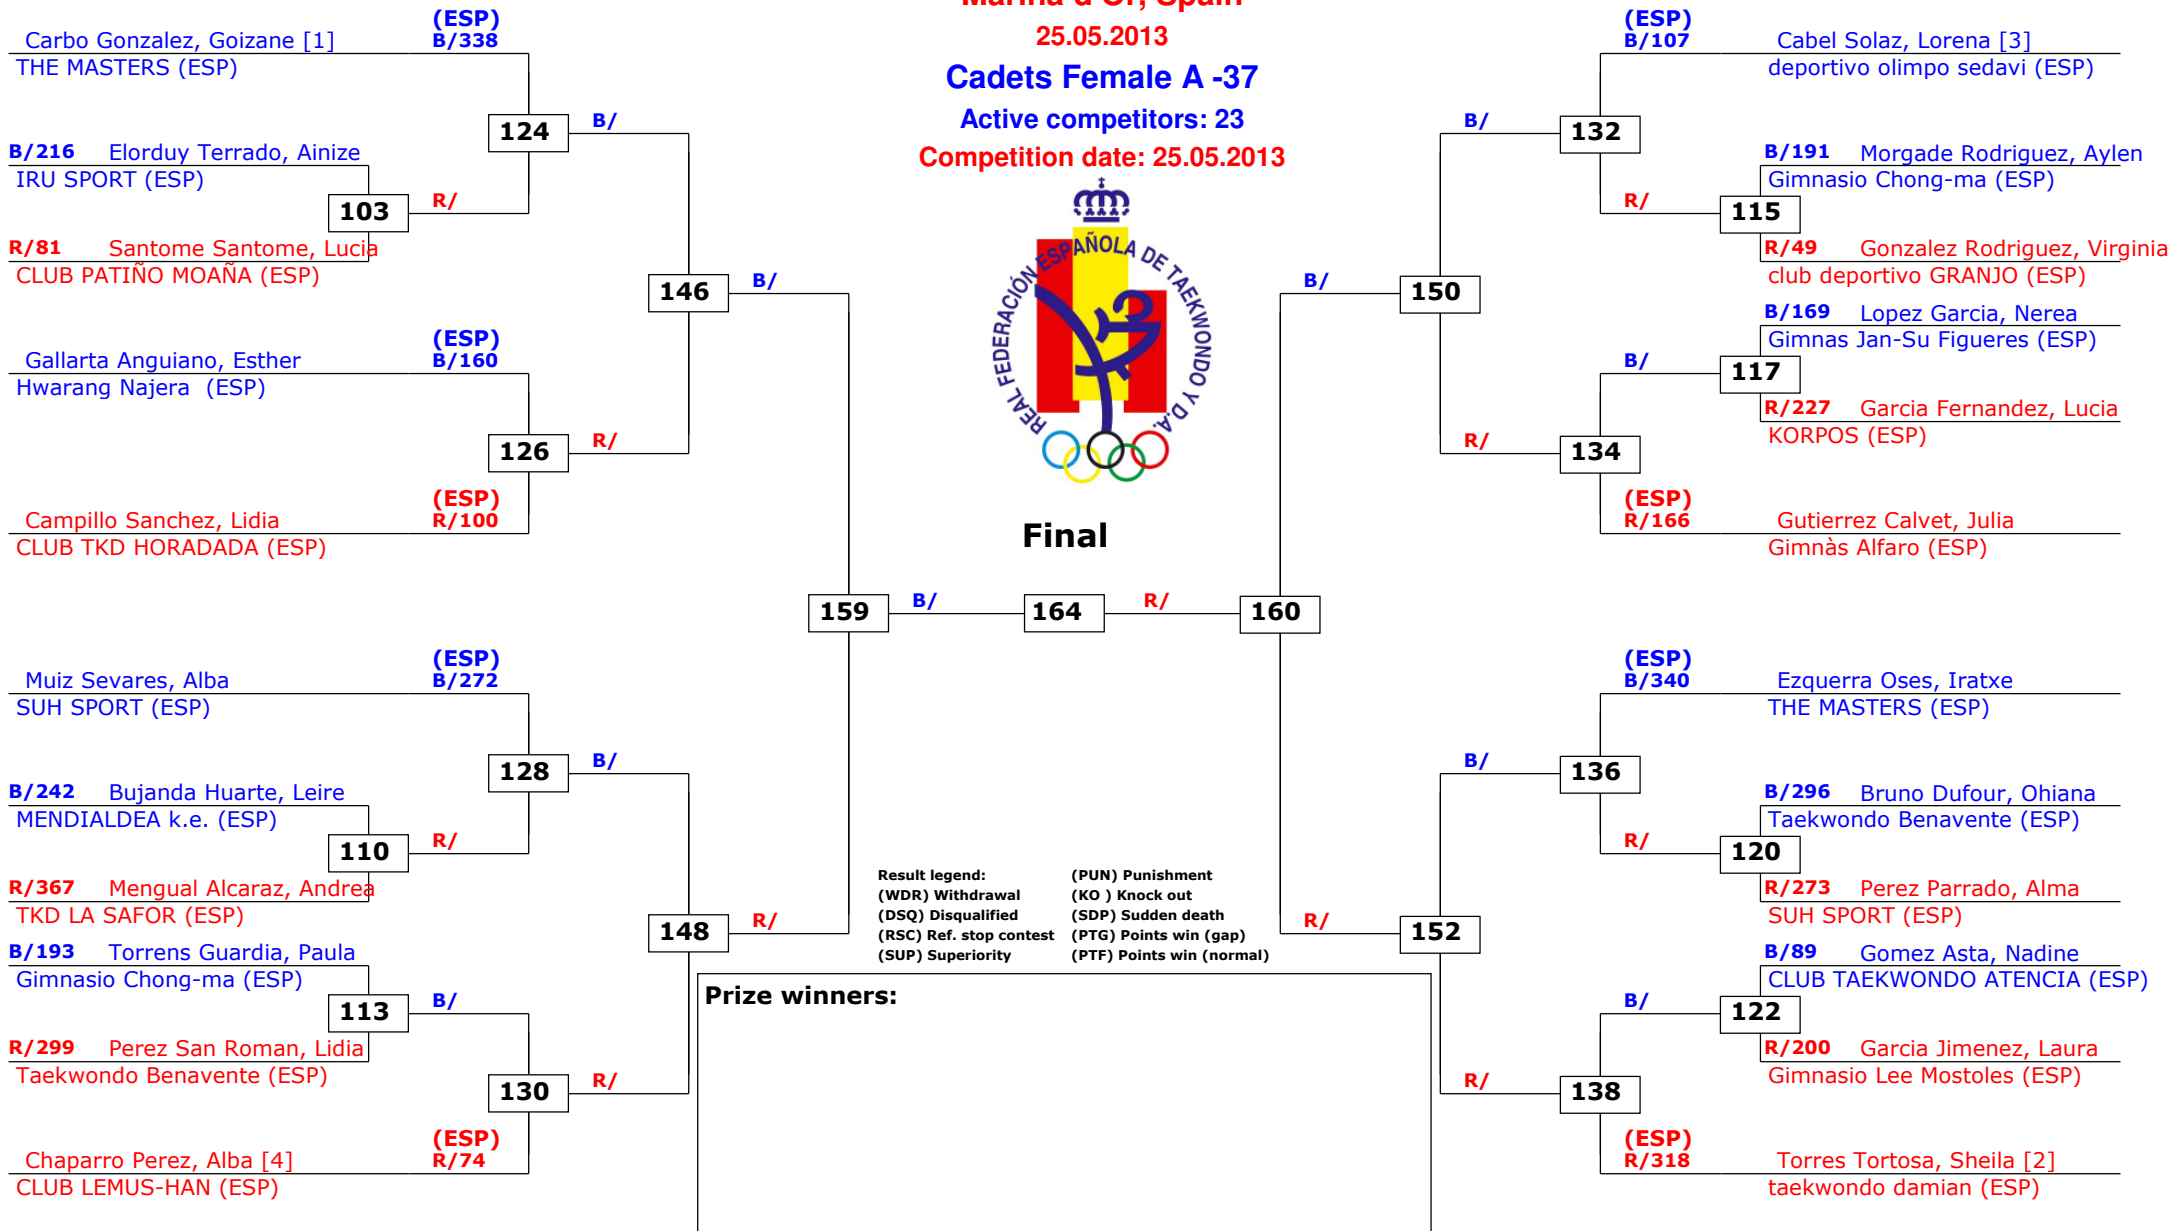 Marina d'Or, Spain
25.05.2013
Cadets Female A -37
Active competitors: 23
Competition date: 25.05.2013
REAL FEDERACIÓN ESPAÑOLA DE TAEKWONDO Y D.A.
Final
(ESP)
Carbo Gonzalez, Goizane [1] B/338
THE MASTERS (ESP)
124
B/
B/216 Elorduy Terrado, Ainize
IRU SPORT (ESP)
103
R/
R/81 Santome Santome, Lucia
CLUB PATIÑO MOAÑA (ESP)
146
B/
(ESP)
Gallarta Anguiano, Esther B/160
Hwarang Najera (ESP)
126
R/
(ESP)
Campillo Sanchez, Lidia R/100
CLUB TKD HORADADA (ESP)
159
B/
164
R/
160
(ESP)
Muiz Sevares, Alba B/272
SUH SPORT (ESP)
128
B/
B/242 Bujanda Huarte, Leire
MENDIALDEA k.e. (ESP)
110
R/
R/367 Mengual Alcaraz, Andrea
TKD LA SAFOR (ESP)
148
R/
B/193 Torrens Guardia, Paula
Gimnasio Chong-ma (ESP)
113
B/
R/299 Perez San Roman, Lidia
Taekwondo Benavente (ESP)
130
R/
(ESP)
Chaparro Perez, Alba [4] R/74
CLUB LEMUS-HAN (ESP)
(ESP)
B/107 Cabel Solaz, Lorena [3]
deportivo olimpo sedavi (ESP)
B/
132
B/191 Morgade Rodriguez, Aylen
Gimnasio Chong-ma (ESP)
R/
115
R/49 Gonzalez Rodriguez, Virginia
club deportivo GRANJO (ESP)
B/
150
B/169 Lopez Garcia, Nerea
Gimnas Jan-Su Figueres (ESP)
B/
117
R/227 Garcia Fernandez, Lucia
KORPOS (ESP)
R/
134
(ESP)
R/166 Gutierrez Calvet, Julia
Gimnàs Alfaro (ESP)
(ESP)
B/340 Ezquerra Oses, Iratxe
THE MASTERS (ESP)
B/
136
B/296 Bruno Dufour, Ohiana
Taekwondo Benavente (ESP)
R/
120
R/273 Perez Parrado, Alma
SUH SPORT (ESP)
R/
152
B/89 Gomez Asta, Nadine
CLUB TAEKWONDO ATENCIA (ESP)
B/
122
R/200 Garcia Jimenez, Laura
Gimnasio Lee Mostoles (ESP)
R/
138
(ESP)
R/318 Torres Tortosa, Sheila [2]
taekwondo damian (ESP)
Result legend: (PUN) Punishment
(WDR) Withdrawal (KO ) Knock out
(DSQ) Disqualified (SDP) Sudden death
(RSC) Ref. stop contest (PTG) Points win (gap)
(SUP) Superiority (PTF) Points win (normal)
Prize winners: